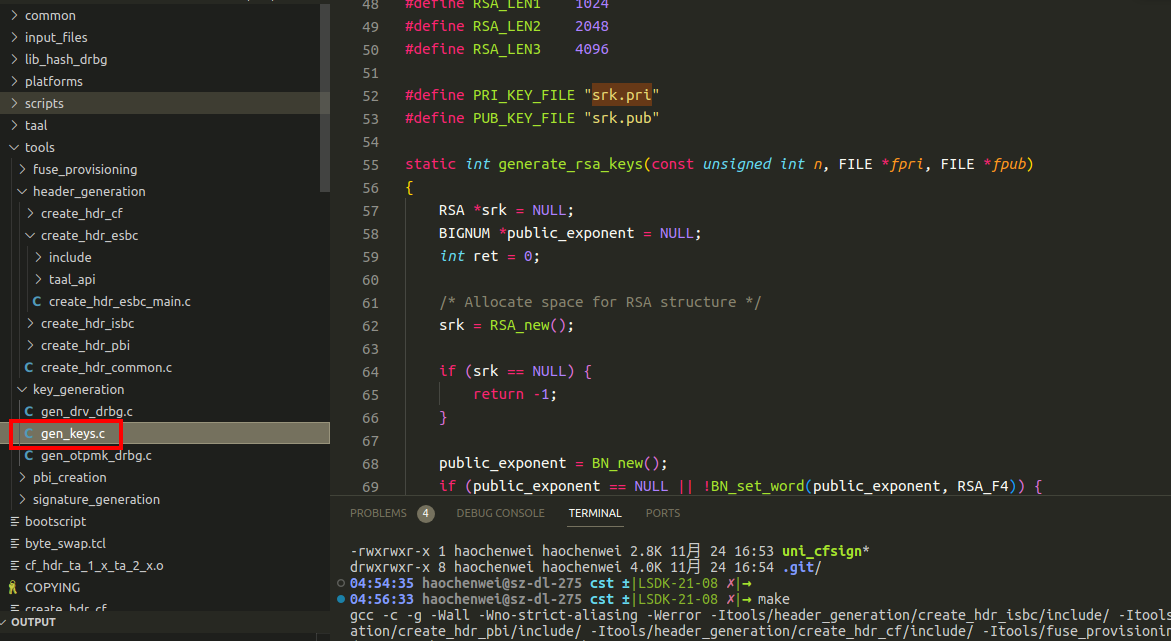 common
input_files
lib_hash_drbg
platforms
scripts
taal
tools
fuse_provisioning
header_generation
create_hdr_cf
create_hdr_esbc
include
taal_api
C create_hdr_esbc_main.c
create_hdr_isbc
create_hdr_pbi
C create_hdr_common.c
key_generation
C gen_drv_drbg.c
C gen_keys.c
C gen_otpmk_drbg.c
pbi_creation
signature_generation
bootscript
byte_swap.tcl
cf_hdr_ta_1_x_ta_2_x.o
COPYING
create_hdr_cf
OUTPUT
48 #define RSA_LEN1 1024
49 #define RSA_LEN2 2048
50 #define RSA_LEN3 4096
51
52 #define PRI_KEY_FILE "srk.pri"
53 #define PUB_KEY_FILE "srk.pub"
54
55 static int generate_rsa_keys(const unsigned int n, FILE *fpri, FILE *fpub)
56 {
57 RSA *srk = NULL;
58 BIGNUM *public_exponent = NULL;
59 int ret = 0;
60
61 /* Allocate space for RSA structure */
62 srk = RSA_new();
63
64 if (srk == NULL) {
65 return -1;
66 }
67
68 public_exponent = BN_new();
69 if (public_exponent == NULL || !BN_set_word(public_exponent, RSA_F4)) {
PROBLEMS 4 DEBUG CONSOLE TERMINAL PORTS
-rwxrwxr-x 1 haochenwei haochenwei 2.8K 11月 24 16:53 uni_cfsign*
drwxrwxr-x 8 haochenwei haochenwei 4.0K 11月 24 16:54 .git/
04:54:35 haochenwei@sz-dl-275 cst ±|LSDK-21-08 ✗|→
04:56:33 haochenwei@sz-dl-275 cst ±|LSDK-21-08 ✗|→ make
gcc -c -g -Wall -Wno-strict-aliasing -Werror -Itools/header_generation/create_hdr_isbc/include/ -Itools
ation/create_hdr_pbi/include/ -Itools/header_generation/create_hdr_cf/include/ -Itools/fuse_provisioni